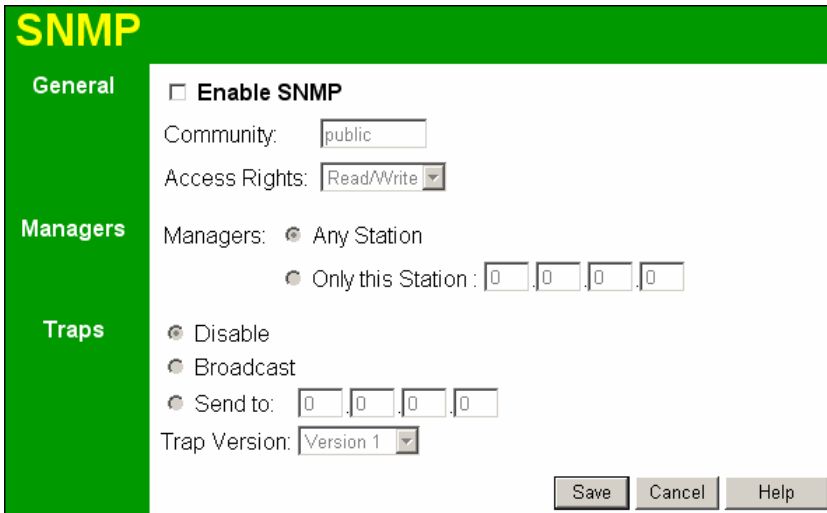 SNMP
General
Enable SNMP
Community: public
Access Rights: Read/Write
Managers
Managers: Any Station
Only this Station : 0 .0 .0 .0
Traps
Disable
Broadcast
Send to: 0 .0 .0 .0
Trap Version: Version 1
Save Cancel Help